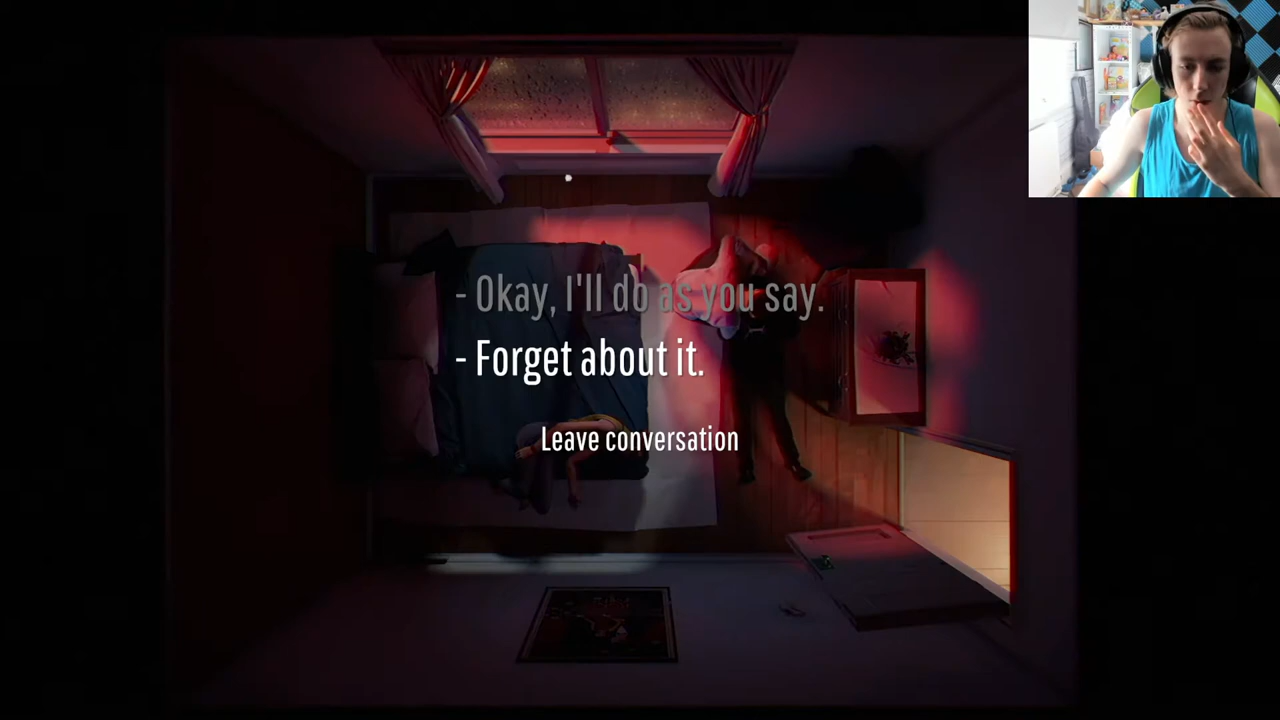 - Okay, I'll do as you say.
- Forget about it.
Leave conversation